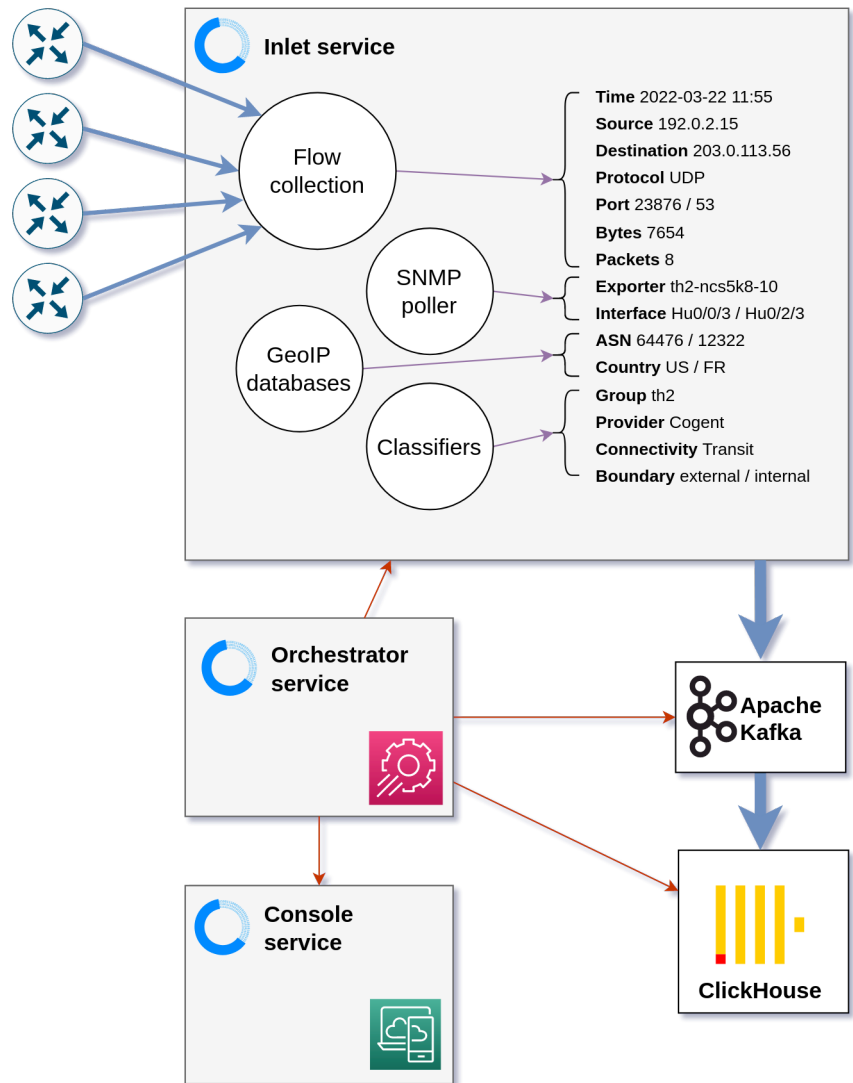 Inlet service
Flow
collection
SNMP
poller
GeoIP
databases
Classifiers
Time 2022-03-22 11:55
Source 192.0.2.15
Destination 203.0.113.56
Protocol UDP
Port 23876 / 53
Bytes 7654
Packets 8
Exporter th2-ncs5k8-10
Interface Hu0/0/3 / Hu0/2/3
ASN 64476 / 12322
Country US / FR
Group th2
Provider Cogent
Connectivity Transit
Boundary external / internal
Orchestrator
service
Apache
Kafka
Console
service
ClickHouse